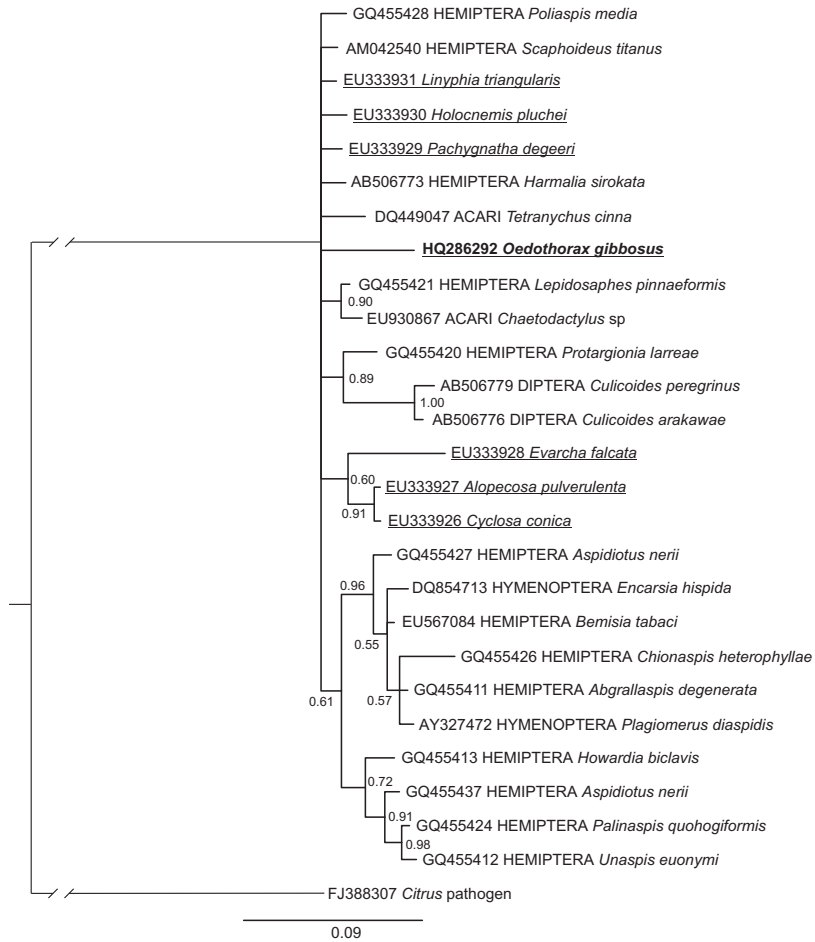 GQ455428 HEMIPTERA Poliaspis media
AM042540 HEMIPTERA Scaphoideus titanus
EU333931 Linyphia triangularis
EU333930 Holocnemis pluchei
EU333929 Pachygnatha degeeri
AB506773 HEMIPTERA Harmalia sirokata
DQ449047 ACARI Tetranychus cinna
HQ286292 Oedothorax gibbosus
GQ455421 HEMIPTERA Lepidosaphes pinnaeformis
0.90
EU930867 ACARI Chaetodactylus sp
GQ455420 HEMIPTERA Protargionia larreae
0.89
AB506779 DIPTERA Culicoides peregrinus
1.00
AB506776 DIPTERA Culicoides arakawae
EU333928 Evarcha falcata
0.60
EU333927 Alopecosa pulverulenta
0.91
EU333926 Cyclosa conica
GQ455427 HEMIPTERA Aspidiotus nerii
0.96
DQ854713 HYMENOPTERA Encarsia hispida
EU567084 HEMIPTERA Bemisia tabaci
0.55
GQ455426 HEMIPTERA Chionaspis heterophyllae
GQ455411 HEMIPTERA Abgrallaspis degenerata
0.57
0.61
AY327472 HYMENOPTERA Plagiomerus diaspidis
GQ455413 HEMIPTERA Howardia biclavis
0.72
GQ455437 HEMIPTERA Aspidiotus nerii
0.91
GQ455424 HEMIPTERA Palinaspis quohogiformis
0.98
GQ455412 HEMIPTERA Unaspis euonymi
FJ388307 Citrus pathogen
0.09